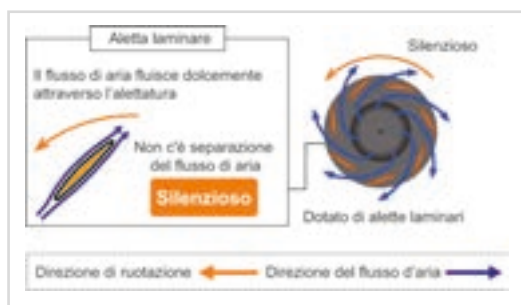 Aletta laminare
Il flusso di aria fluisce dolcemente
attraverso l'alettatura
Non c'è separazione
del flusso di aria
Silenzioso
Silenzioso
Dotato di alette laminari
Direzione di ruotazione
Direzione del flusso d'aria